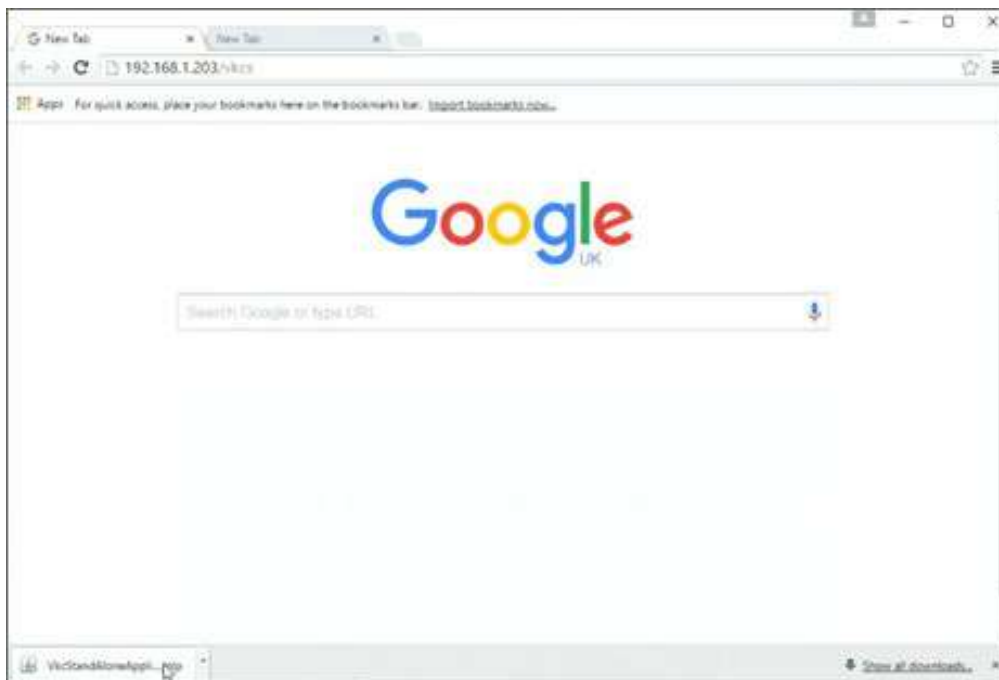 New Tab
New Tab
192.168.1.203/vkcs
Apps For quick access, place your bookmarks here on the bookmarks bar. Import bookmarks now...
Google
UK
Search Google or type URL
Show all downloads...